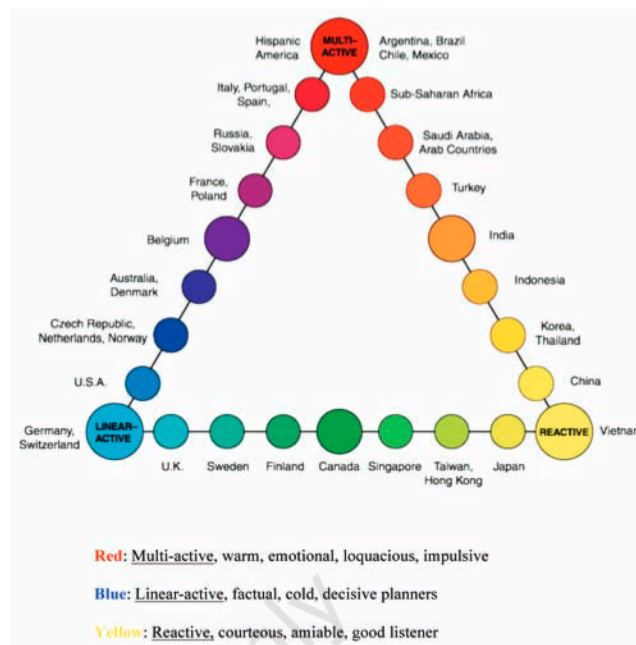 Hispanic
America
MULTI-
ACTIVE
Argentina, Brazil
Chile, Mexico
Italy, Portugal,
Spain,
Sub-Saharan Africa
Russia,
Slovakia
Saudi Arabia,
Arab Countries
France,
Poland
Turkey
Belgium
India
Australia,
Denmark
Indonesia
Czech Republic,
Netherlands, Norway
Korea,
Thailand
U.S.A.
China
Germany,
Switzerland
LINEAR-
ACTIVE
REACTIVE
Vietnam
U.K.
Sweden
Finland
Canada
Singapore
Taiwan,
Hong Kong
Japan
Red: Multi-active, warm, emotional, loquacious, impulsive
Blue: Linear-active, factual, cold, decisive planners
Yellow: Reactive, courteous, amiable, good listener